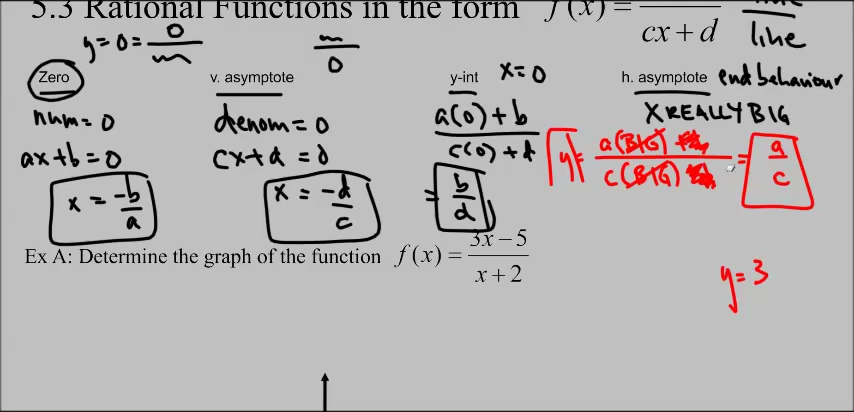 5.3 Rational Functions in the form f(x) = / cx + d
line
y = 0 = 0/m
m/0
Zero
v. asymptote
y-int x=0
h. asymptote end behaviour
num = 0
denom = 0
a(0) + b / c(0) + d
X REALLY BIG
ax+b = 0
cx+d = 0
y = a(BIG) / c(BIG) = a/c
x = -b/a
x = -d/c
= b/d
Ex A: Determine the graph of the function f(x) = 3x − 5 / x + 2
y = 3